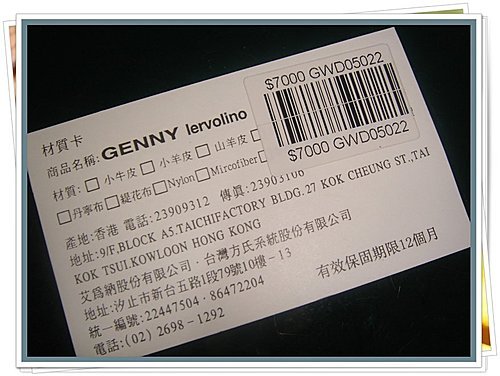 材質卡
商品名稱: GENNY lervolino
$7000 GWD05022
$7000 GWD05022
材質: □ 小牛皮 □ 小羊皮 □ 山羊皮
□丹寧布 □緹花布 □Nylon □Mircofiber
產地:香港 電話:23909312 傳真:23903106
地址:9/F.BLOCK A5.TAICHIFACTORY BLDG.27 KOK CHEUNG ST.,TAI
KOK TSUI.KOWLOON HONG KONG
艾爲納股份有限公司 · 台灣方氏系統股份有限公司
地址:汐止市新台五路1段79號10樓－13
統一編號:22447504 · 86472204
電話:(02) 2698-1292
有效保固期限12個月